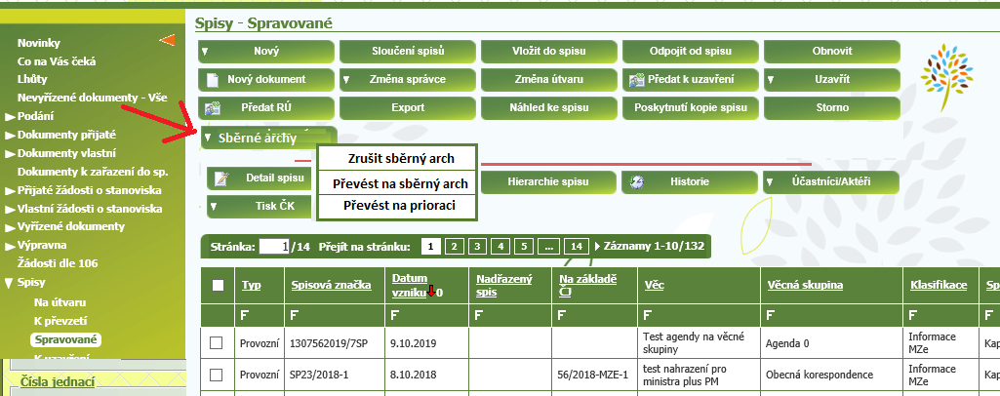 Spisy - Spravované
Novinky
Co na Vás čeká
Lhůty
Nevyřízené dokumenty - Vše
Podání
Dokumenty přijaté
Dokumenty vlastní
Dokumenty k zařazení do sp.
Přijaté žádosti o stanoviska
Vlastní žádosti o stanoviska
Vyřízené dokumenty
Výpravna
Žádosti dle 106
Spisy
Na útvaru
K převzetí
Spravované
K uzavření
Čísla jednací
Nový Sloučení spisů Vložit do spisu Odpojit od spisu Obnovit
Nový dokument Změna správce Změna útvaru Předat k uzavření Uzavřít
Předat RÚ Export Náhled ke spisu Poskytnutí kopie spisu Storno
Sběrné archy
Zrušit sběrný arch
Převést na sběrný arch
Převést na prioraci
Detail spisu Hierarchie spisu Historie Účastníci/Aktéři
Tisk ČK
Stránka: 1 /14 Přejít na stránku: 1 2 3 4 5 ... 14 Záznamy 1-10/132
Typ Spisová značka Datum vzniku 0 Nadřazený spis Na základě ČJ Věc Věcná skupina Klasifikace Sp
F F F F F F F F
Provozní 1307562019/7SP 9.10.2019 Test agendy na věcné skupiny Agenda 0 Informace MZe Kap
Provozní SP23/2018-1 8.10.2018 56/2018-MZE-1 test nahrazení pro ministra plus PM Obecná korespondence Informace MZe Kap